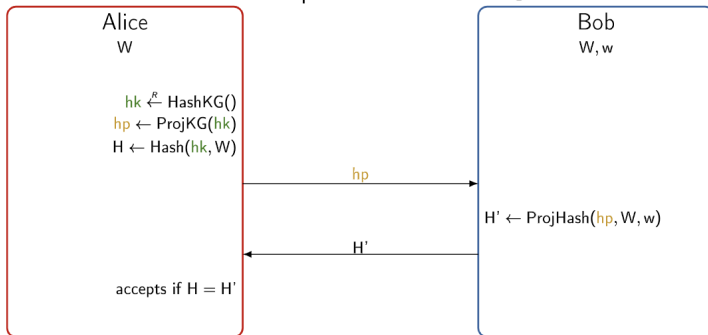 Alice
W
hk ←R HashKG()
hp ← ProjKG(hk)
H ← Hash(hk, W)
hp
Bob
W, w
H' ← ProjHash(hp, W, w)
H'
accepts if H = H'